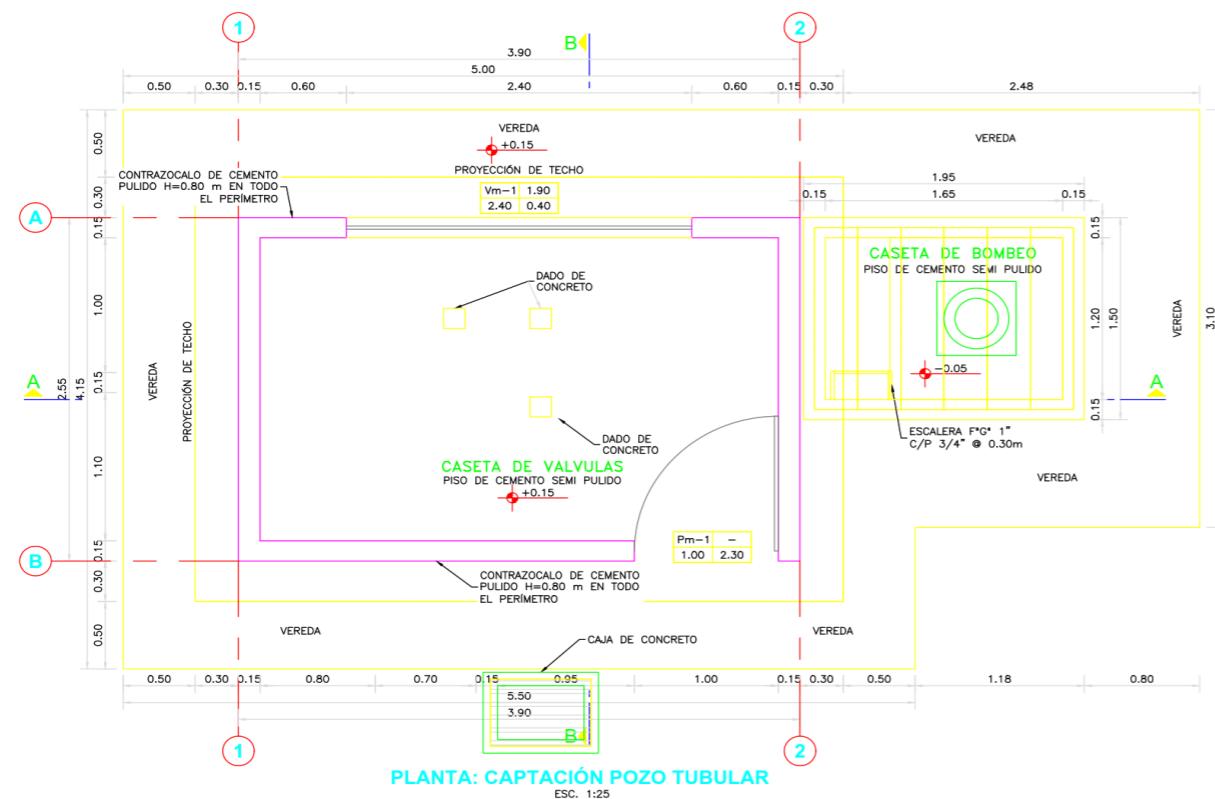 1
2
B
3.90
5.00
0.50 0.30 0.15 0.60 2.40 0.60 0.15 0.30 2.48
VEREDA
+0.15
PROYECCIÓN DE TECHO
VEREDA
CONTRAZOCALO DE CEMENTO
PULIDO H=0.80 m EN TODO
EL PERÍMETRO
Vm-1 1.90
2.40 0.40
1.95
0.15 1.65 0.15
A
0.50
0.30
0.15
1.00
0.15
1.10
0.15
0.30
0.50
2.55
4.15
CASETA DE BOMBEO
PISO DE CEMENTO SEMI PULIDO
DADO DE
CONCRETO
0.15
1.20
1.50
0.15
VEREDA
3.10
VEREDA
PROYECCIÓN DE TECHO
-0.05
A
A
ESCALERA F°G° 1"
C/P 3/4" @ 0.30m
DADO DE
CONCRETO
CASETA DE VALVULAS
PISO DE CEMENTO SEMI PULIDO
+0.15
VEREDA
B
Pm-1 -
1.00 2.30
CONTRAZOCALO DE CEMENTO
PULIDO H=0.80 m EN TODO
EL PERÍMETRO
VEREDA
CAJA DE CONCRETO
VEREDA
0.50 0.30 0.15 0.80 0.70 0.15 0.95 1.00 0.15 0.30 0.50 1.18 0.80
5.50
3.90
B
1
2
PLANTA: CAPTACIÓN POZO TUBULAR
ESC. 1:25